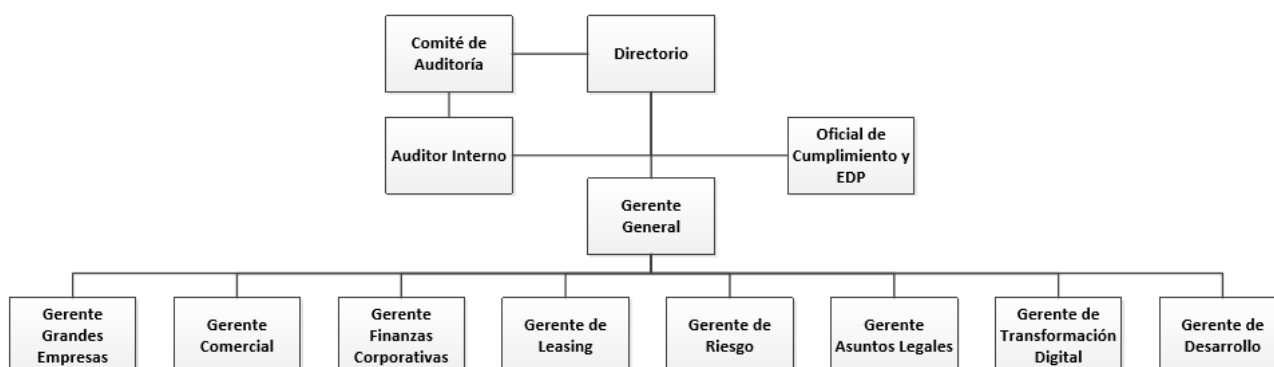 Comité de
Auditoría
Directorio
Auditor Interno
Oficial de
Cumplimiento y
EDP
Gerente
General
Gerente
Grandes
Empresas
Gerente
Comercial
Gerente
Finanzas
Corporativas
Gerente de
Leasing
Gerente de
Riesgo
Gerente
Asuntos Legales
Gerente de
Transformación
Digital
Gerente de
Desarrollo